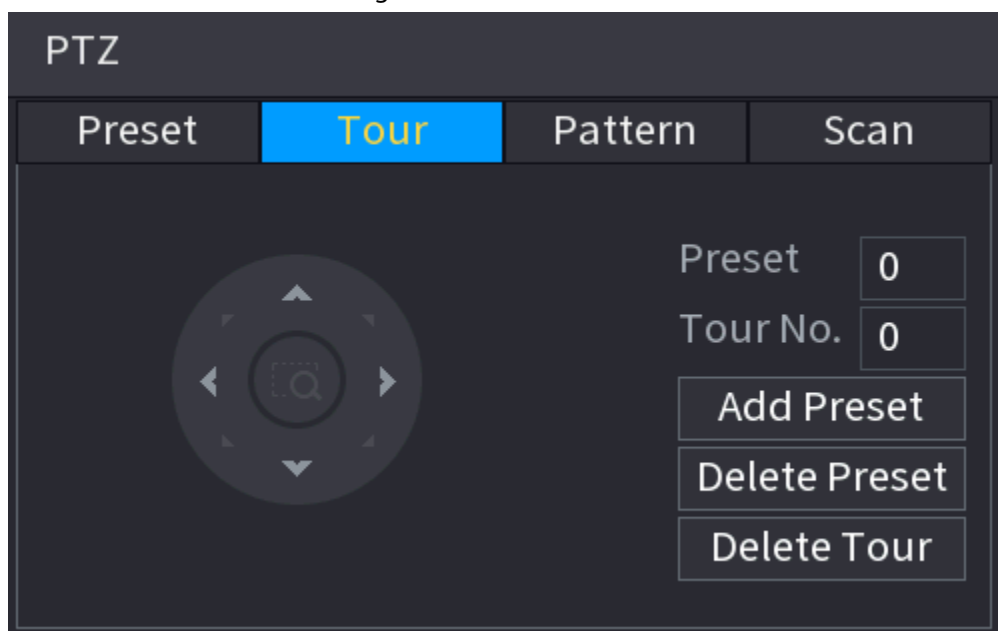 PTZ
Preset Tour Pattern Scan
Preset 0
Tour No. 0
Add Preset
Delete Preset
Delete Tour